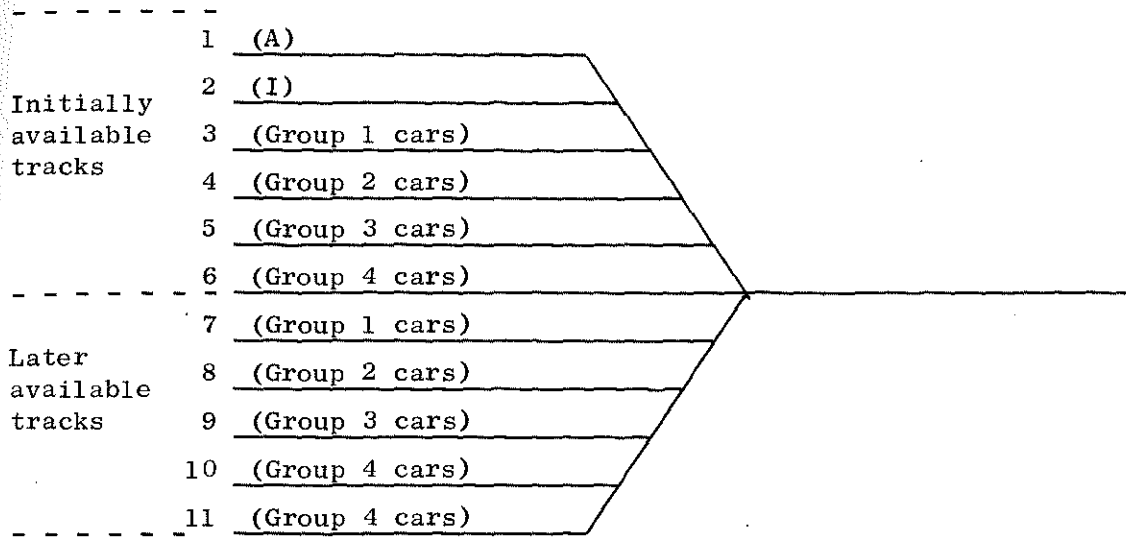 1 (A)
2 (I)
Initially
available
tracks
3 (Group 1 cars)
4 (Group 2 cars)
5 (Group 3 cars)
6 (Group 4 cars)
7 (Group 1 cars)
Later
available
tracks
8 (Group 2 cars)
9 (Group 3 cars)
10 (Group 4 cars)
11 (Group 4 cars)